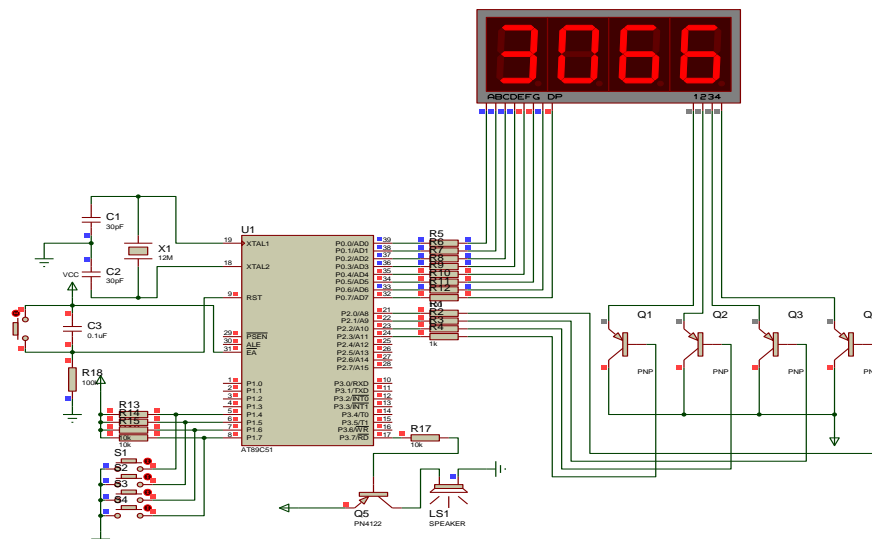 3066
ABCDEFG DP
1234
C1
30pF
X1
12M
C2
30pF
VCC
C3
0.1uF
R18
U1
19
XTAL1
18
XTAL2
9
RST
29
PSEN
30
ALE
31
EA
1
P1.0
2
P1.1
3
P1.2
4
P1.3
5
P1.4
6
P1.5
7
P1.6
8
P1.7
P0.0/AD0
39
P0.1/AD1
38
P0.2/AD2
37
P0.3/AD3
36
P0.4/AD4
35
P0.5/AD5
34
P0.6/AD6
33
P0.7/AD7
32
P2.0/A8
21
P2.1/A9
22
P2.2/A10
23
P2.3/A11
24
P2.4/A12
25
P2.5/A13
26
P2.6/A14
27
P2.7/A15
28
P3.0/RXD
10
P3.1/TXD
11
P3.2/INT0
12
P3.3/INT1
13
P3.4/T0
14
P3.5/T1
15
P3.6/WR
16
P3.7/RD
17
AT89C51
R5
R6
R7
R8
R9
R10
R11
R12
R1
R2
R3
R4
1k
Q1
PNP
Q2
PNP
Q3
PNP
R13
R14
R15
10k
S1
S2
S3
S4
R17
10k
Q5
PN4122
LS1
SPEAKER